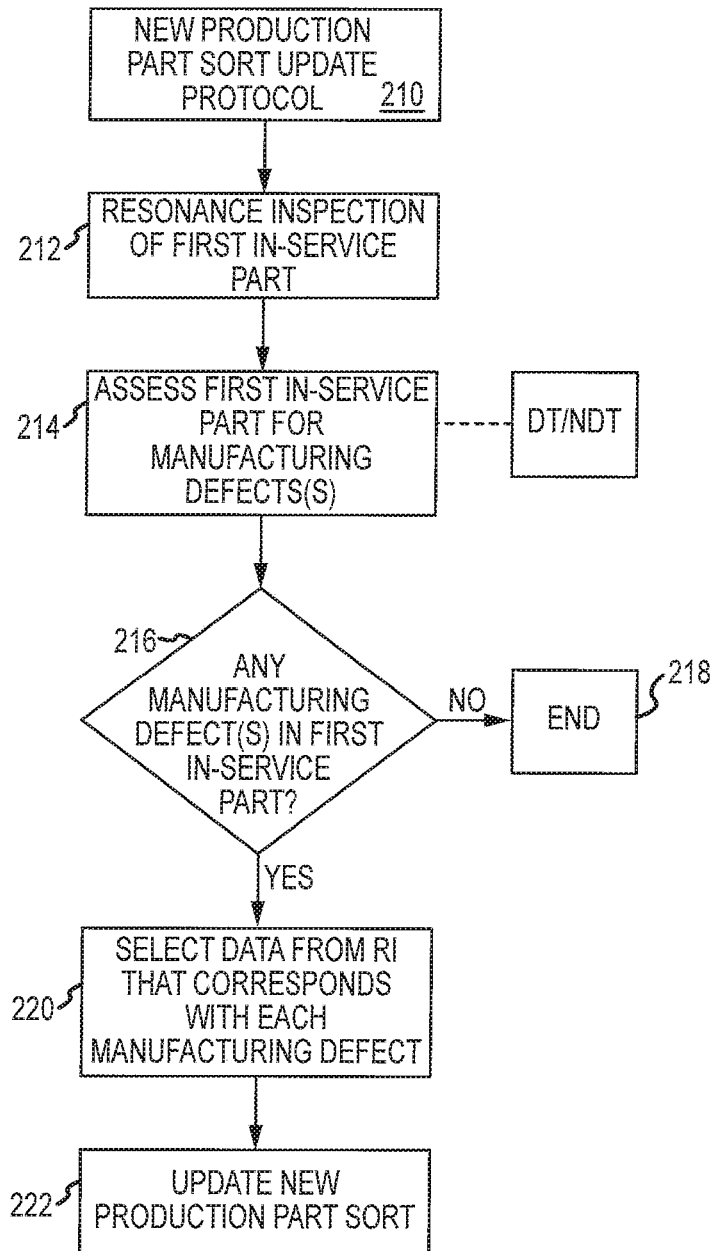 NEW PRODUCTION
PART SORT UPDATE
PROTOCOL 210
212
RESONANCE INSPECTION
OF FIRST IN-SERVICE
PART
214
ASSESS FIRST IN-SERVICE
PART FOR
MANUFACTURING
DEFECTS(S)
DT/NDT
216
ANY
MANUFACTURING
DEFECT(S) IN FIRST
IN-SERVICE
PART?
NO
END
218
YES
220
SELECT DATA FROM RI
THAT CORRESPONDS
WITH EACH
MANUFACTURING DEFECT
222
UPDATE NEW
PRODUCTION PART SORT